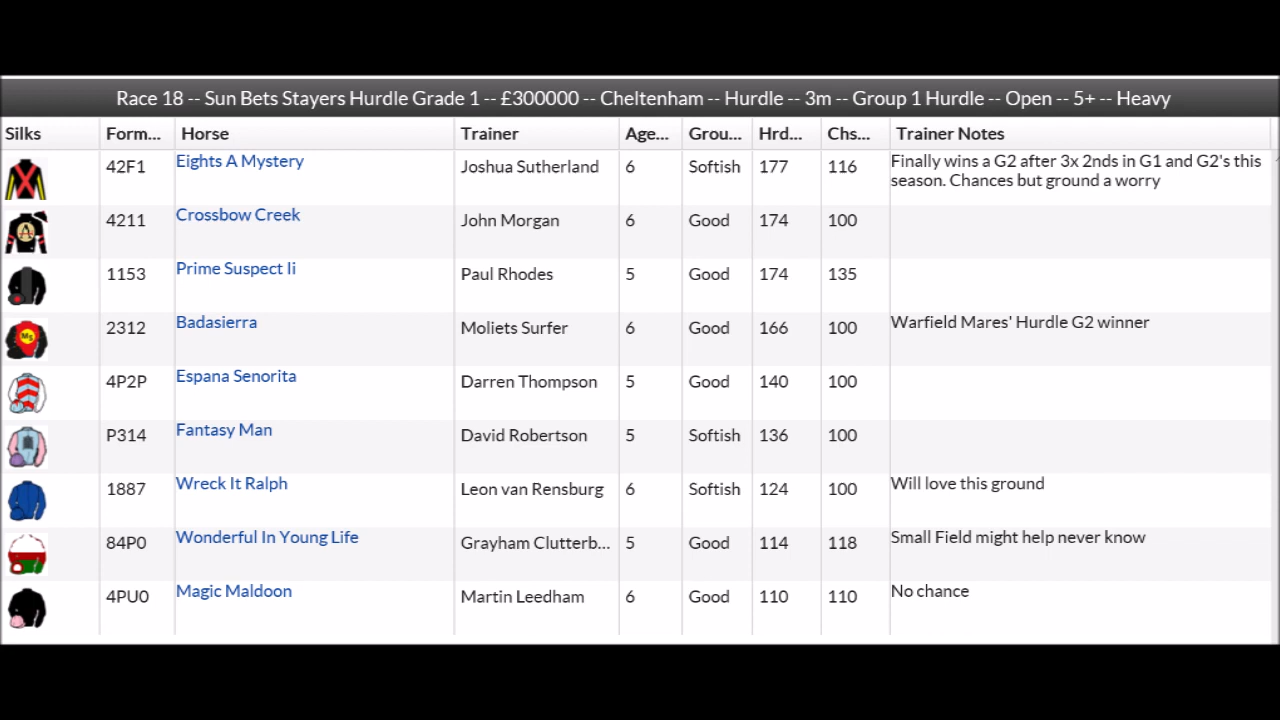 Race 18 -- Sun Bets Stayers Hurdle Grade 1 -- £300000 -- Cheltenham -- Hurdle -- 3m -- Group 1 Hurdle -- Open -- 5+ -- Heavy
Silks Form... Horse Trainer Age... Grou... Hrd... Chs... Trainer Notes
42F1 Eights A Mystery Joshua Sutherland 6 Softish 177 116 Finally wins a G2 after 3x 2nds in G1 and G2's this
season. Chances but ground a worry
4211 Crossbow Creek John Morgan 6 Good 174 100
1153 Prime Suspect Ii Paul Rhodes 5 Good 174 135
2312 Badasierra Moliets Surfer 6 Good 166 100 Warfield Mares' Hurdle G2 winner
4P2P Espana Senorita Darren Thompson 5 Good 140 100
P314 Fantasy Man David Robertson 5 Softish 136 100
1887 Wreck It Ralph Leon van Rensburg 6 Softish 124 100 Will love this ground
84P0 Wonderful In Young Life Grayham Clutterb... 5 Good 114 118 Small Field might help never know
4PU0 Magic Maldoon Martin Leedham 6 Good 110 110 No chance